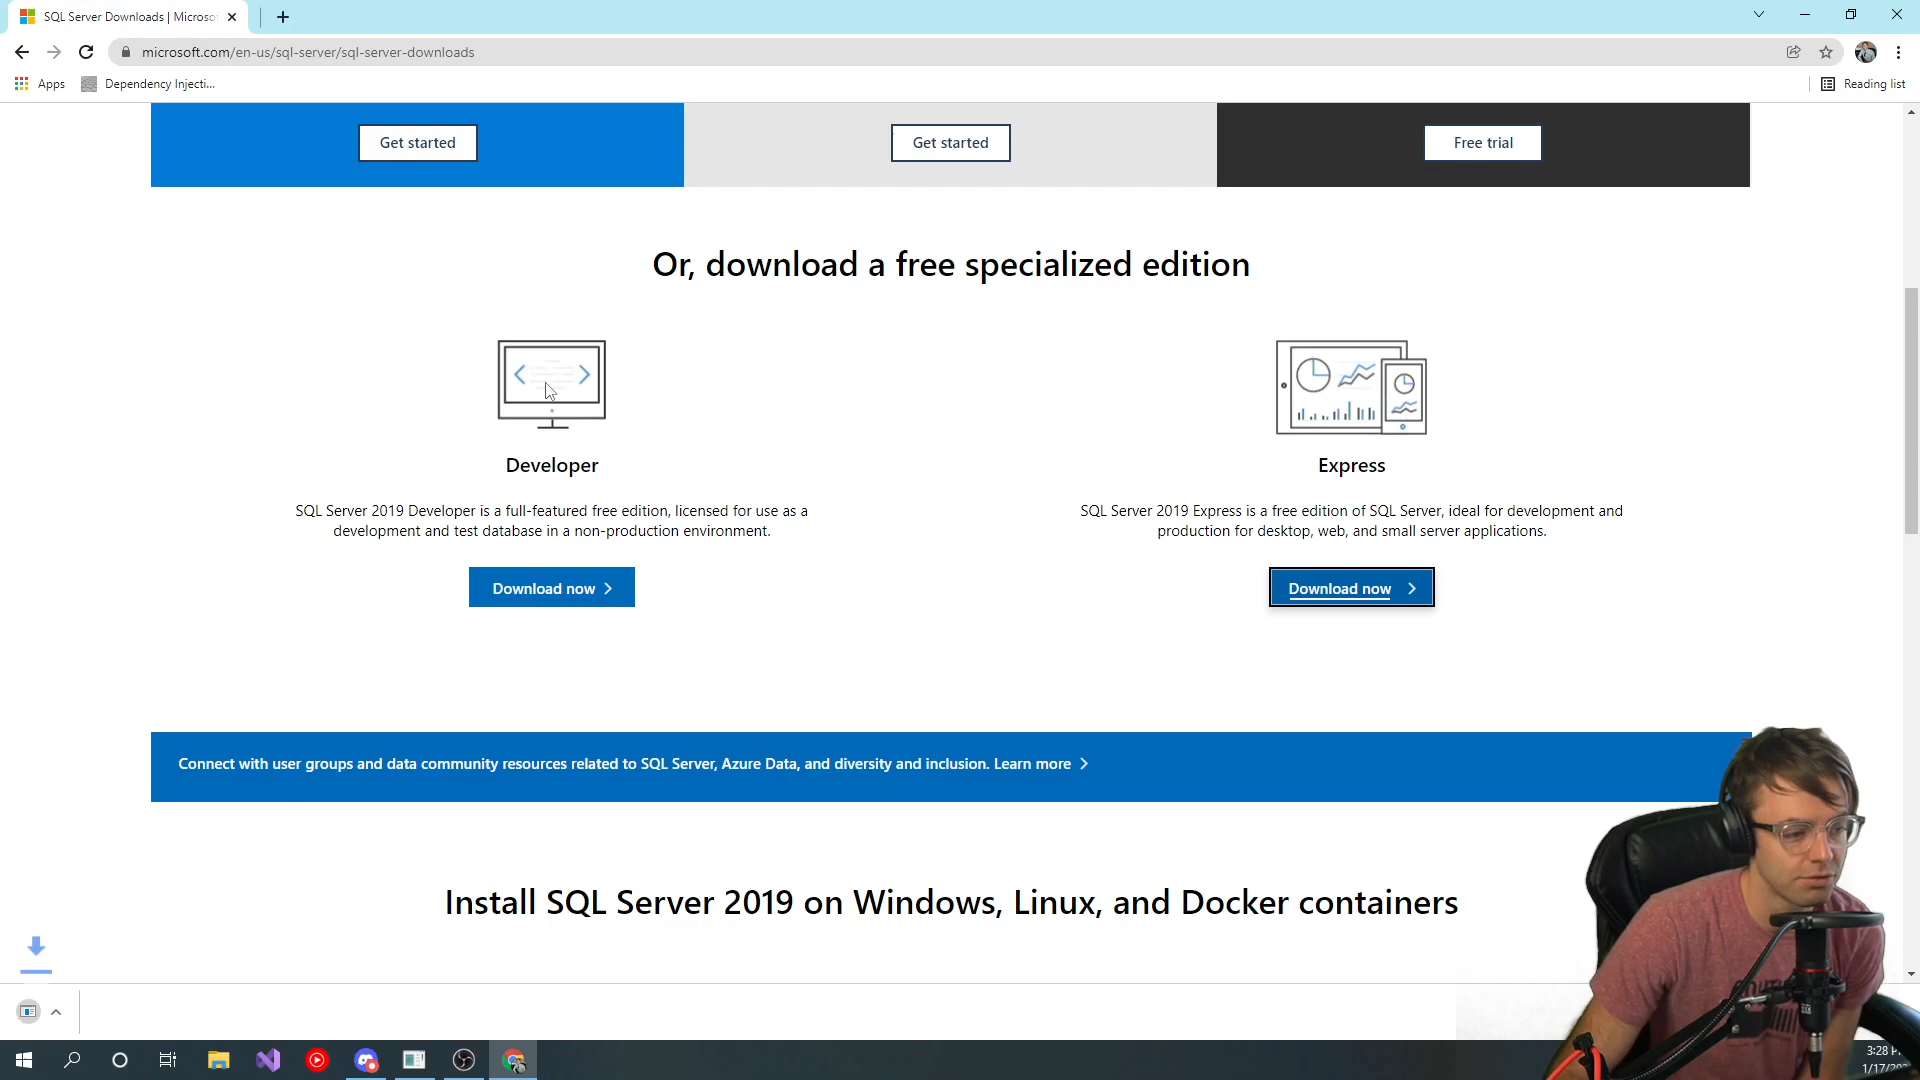 SQL Server Downloads | Microsof
microsoft.com/en-us/sql-server/sql-server-downloads
Apps
Dependency Injecti...
Reading list
Get started
Get started
Free trial
Or, download a free specialized edition
Developer
SQL Server 2019 Developer is a full-featured free edition, licensed for use as a
development and test database in a non-production environment.
Download now
Express
SQL Server 2019 Express is a free edition of SQL Server, ideal for development and
production for desktop, web, and small server applications.
Download now
Connect with user groups and data community resources related to SQL Server, Azure Data, and diversity and inclusion. Learn more
Install SQL Server 2019 on Windows, Linux, and Docker containers
3:28 P
1/17/20